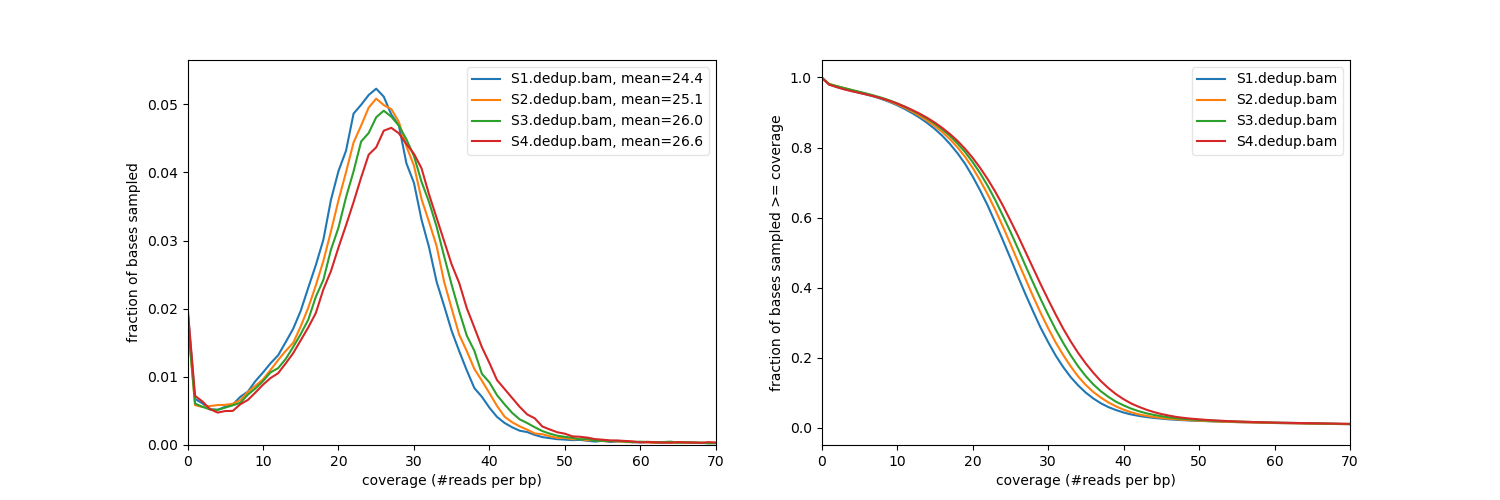 S1.dedup.bam, mean=24.4
S2.dedup.bam, mean=25.1
S3.dedup.bam, mean=26.0
S4.dedup.bam, mean=26.6
fraction of bases sampled
0.05
0.04
0.03
0.02
0.01
0.00
0 10 20 30 40 50 60 70
coverage (#reads per bp)
S1.dedup.bam
S2.dedup.bam
S3.dedup.bam
S4.dedup.bam
fraction of bases sampled >= coverage
1.0
0.8
0.6
0.4
0.2
0.0
0 10 20 30 40 50 60 70
coverage (#reads per bp)